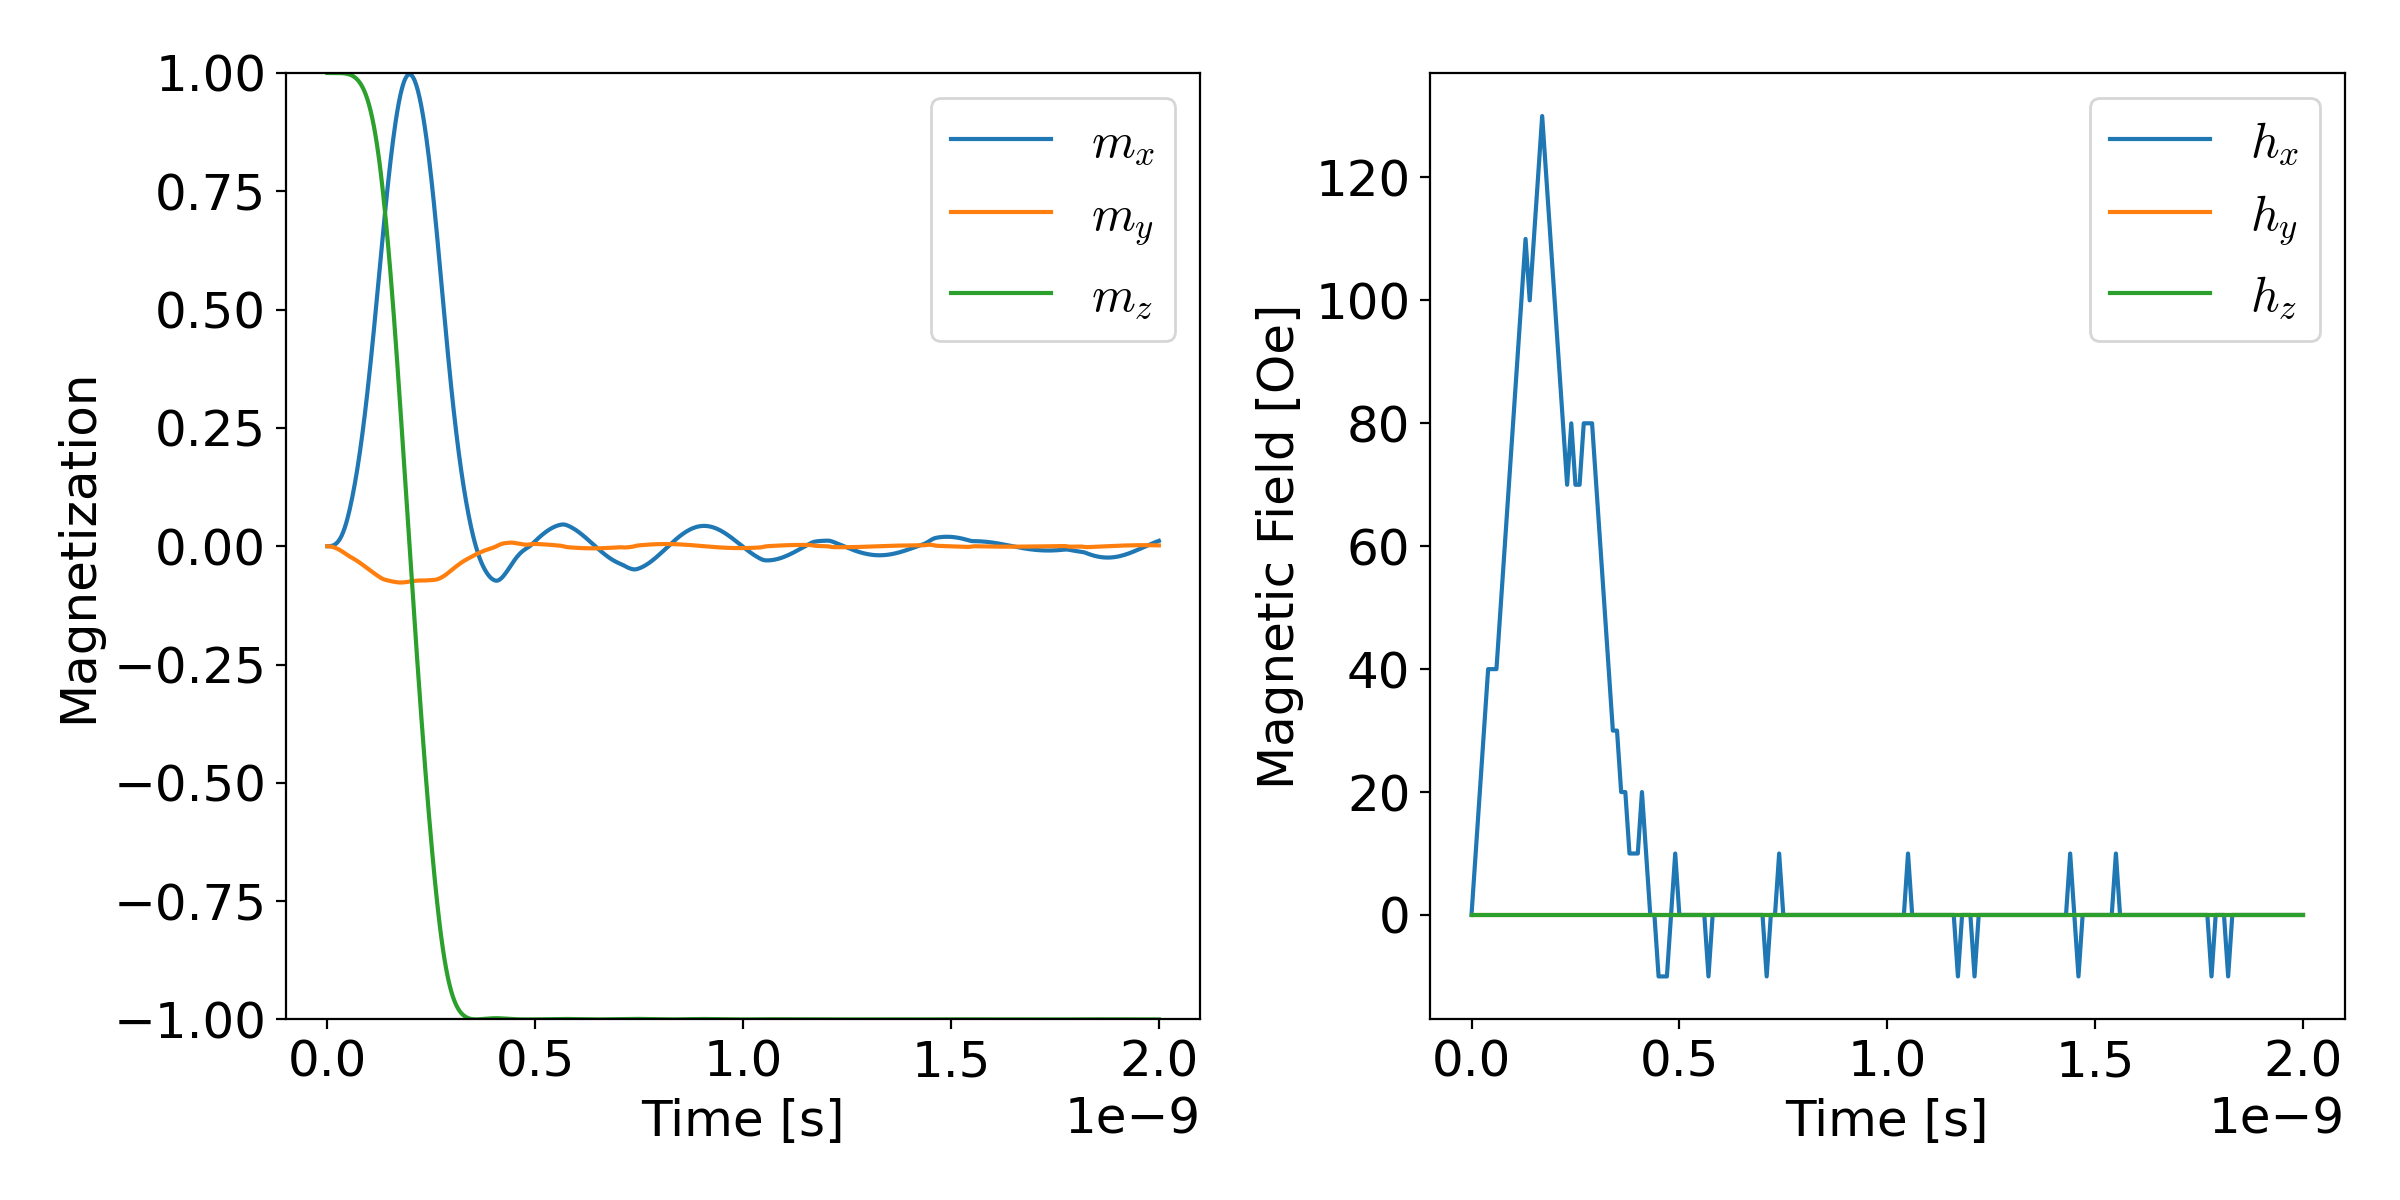 1.00
0.75
0.50
0.25
0.00
−0.25
−0.50
−0.75
−1.00
Magnetization
0.0 0.5 1.0 1.5 2.0
Time [s]
1e−9
m_x
m_y
m_z
120
100
80
60
40
20
0
Magnetic Field [Oe]
0.0 0.5 1.0 1.5 2.0
Time [s]
1e−9
h_x
h_y
h_z